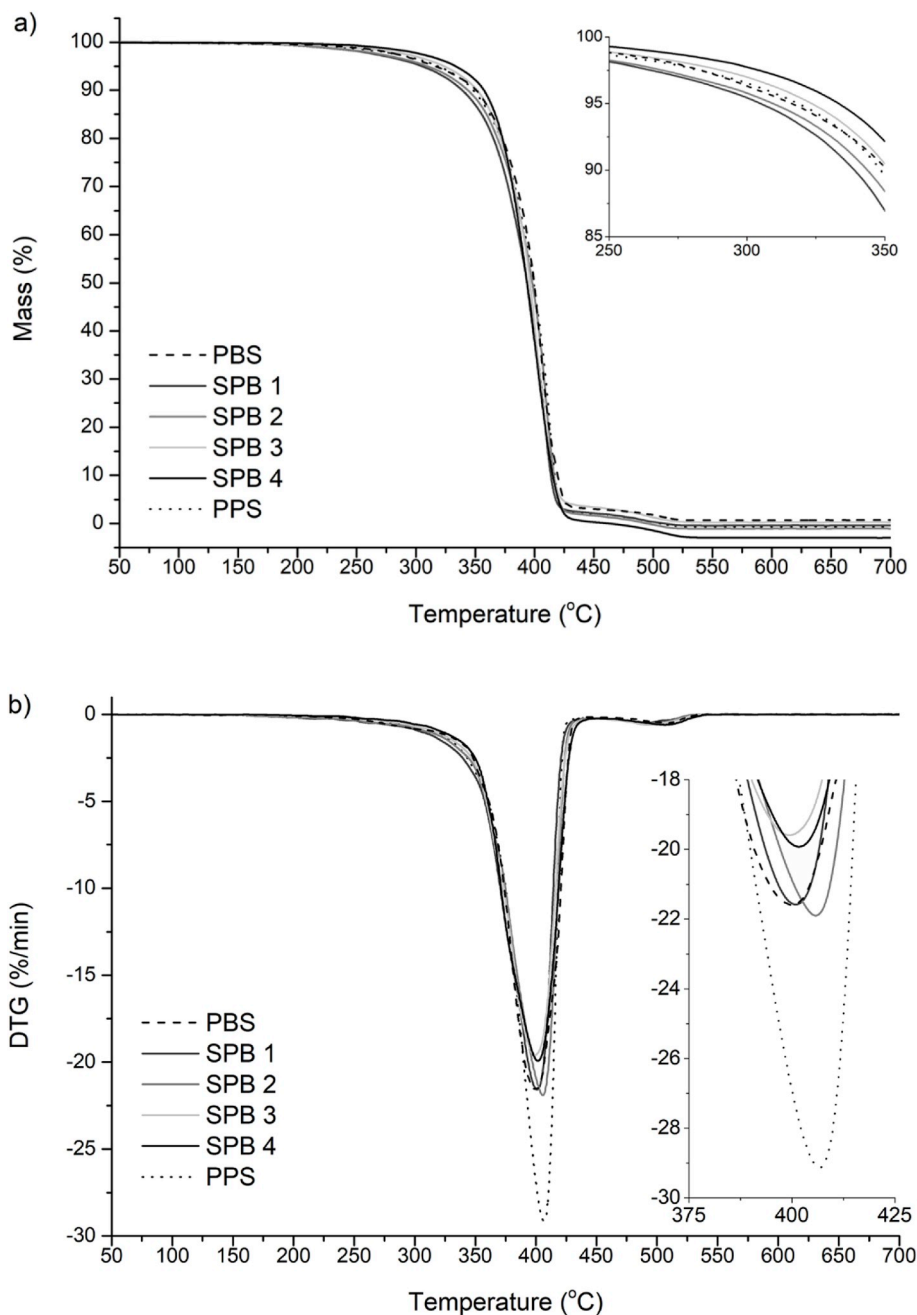 a)
100
90
80
70
60
50
40
30
20
10
0
Mass (%)
50 100 150 200 250 300 350 400 450 500 550 600 650 700
Temperature (°C)
PBS
SPB 1
SPB 2
SPB 3
SPB 4
PPS
100
95
90
85
250 300 350
b)
0
-5
-10
-15
-20
-25
-30
DTG (%/min)
50 100 150 200 250 300 350 400 450 500 550 600 650 700
Temperature (°C)
PBS
SPB 1
SPB 2
SPB 3
SPB 4
PPS
-18
-20
-22
-24
-26
-28
-30
375 400 425